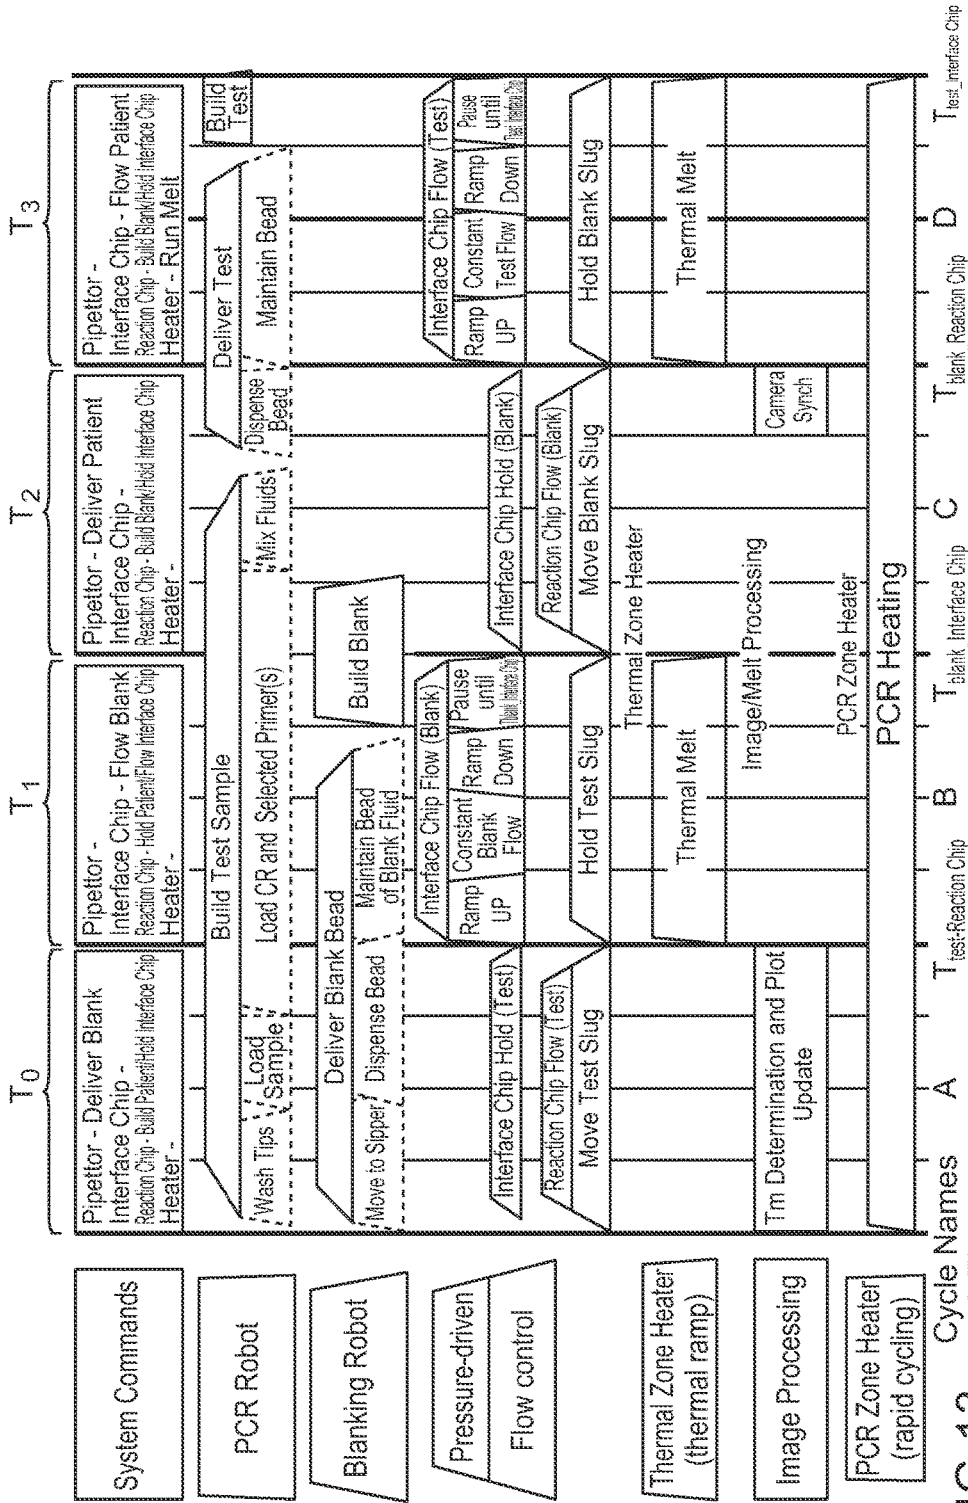 T0
T1
T2
T3
System Commands
Pipettor - Deliver Blank
Interface Chip -
Reaction Chip - Build Patient/Hold Interface Chip
Heater -
Pipettor -
Interface Chip - Flow Blank
Reaction Chip - Hold Patient/Flow Interface Chip
Heater -
Pipettor - Deliver Patient
Interface Chip -
Reaction Chip - Build Blank/Hold Interface Chip
Heater -
Pipettor -
Interface Chip - Flow Patient
Reaction Chip - Build Blank/Hold Interface Chip
Heater - Run Melt
PCR Robot
Build Test Sample
Wash Tips
Load
Sample
Load CR and Selected Primer(s)
Mix Fluids
Deliver Test
Dispense
Bead
Maintain Bead
Build
Test
Blanking Robot
Deliver Blank Bead
Move to Sipper
Dispense Bead
Maintain Bead
of Blank Fluid
Build Blank
Pressure-driven
Flow control
Interface Chip Hold (Test)
Interface Chip Flow (Blank)
Ramp
UP
Constant
Blank
Flow
Ramp
Down
Pause
until
Tblank_Interface Chip
Interface Chip Hold (Blank)
Interface Chip Flow (Test)
Ramp
UP
Constant
Test Flow
Ramp
Down
Pause
until
Ttest_Interface Chip
Reaction Chip Flow (Test)
Move Test Slug
Hold Test Slug
Reaction Chip Flow (Blank)
Move Blank Slug
Hold Blank Slug
Thermal Zone Heater
(thermal ramp)
Thermal Zone Heater
Thermal Melt
Thermal Melt
Image Processing
Image/Melt Processing
Tm Determination and Plot
Update
Camera
Synch
PCR Zone Heater
(rapid cycling)
PCR Zone Heater
PCR Heating
Cycle Names
A
Ttest-Reaction Chip
B
Tblank_Interface Chip
C
Tblank_Reaction Chip
D
Ttest_Interface Chip